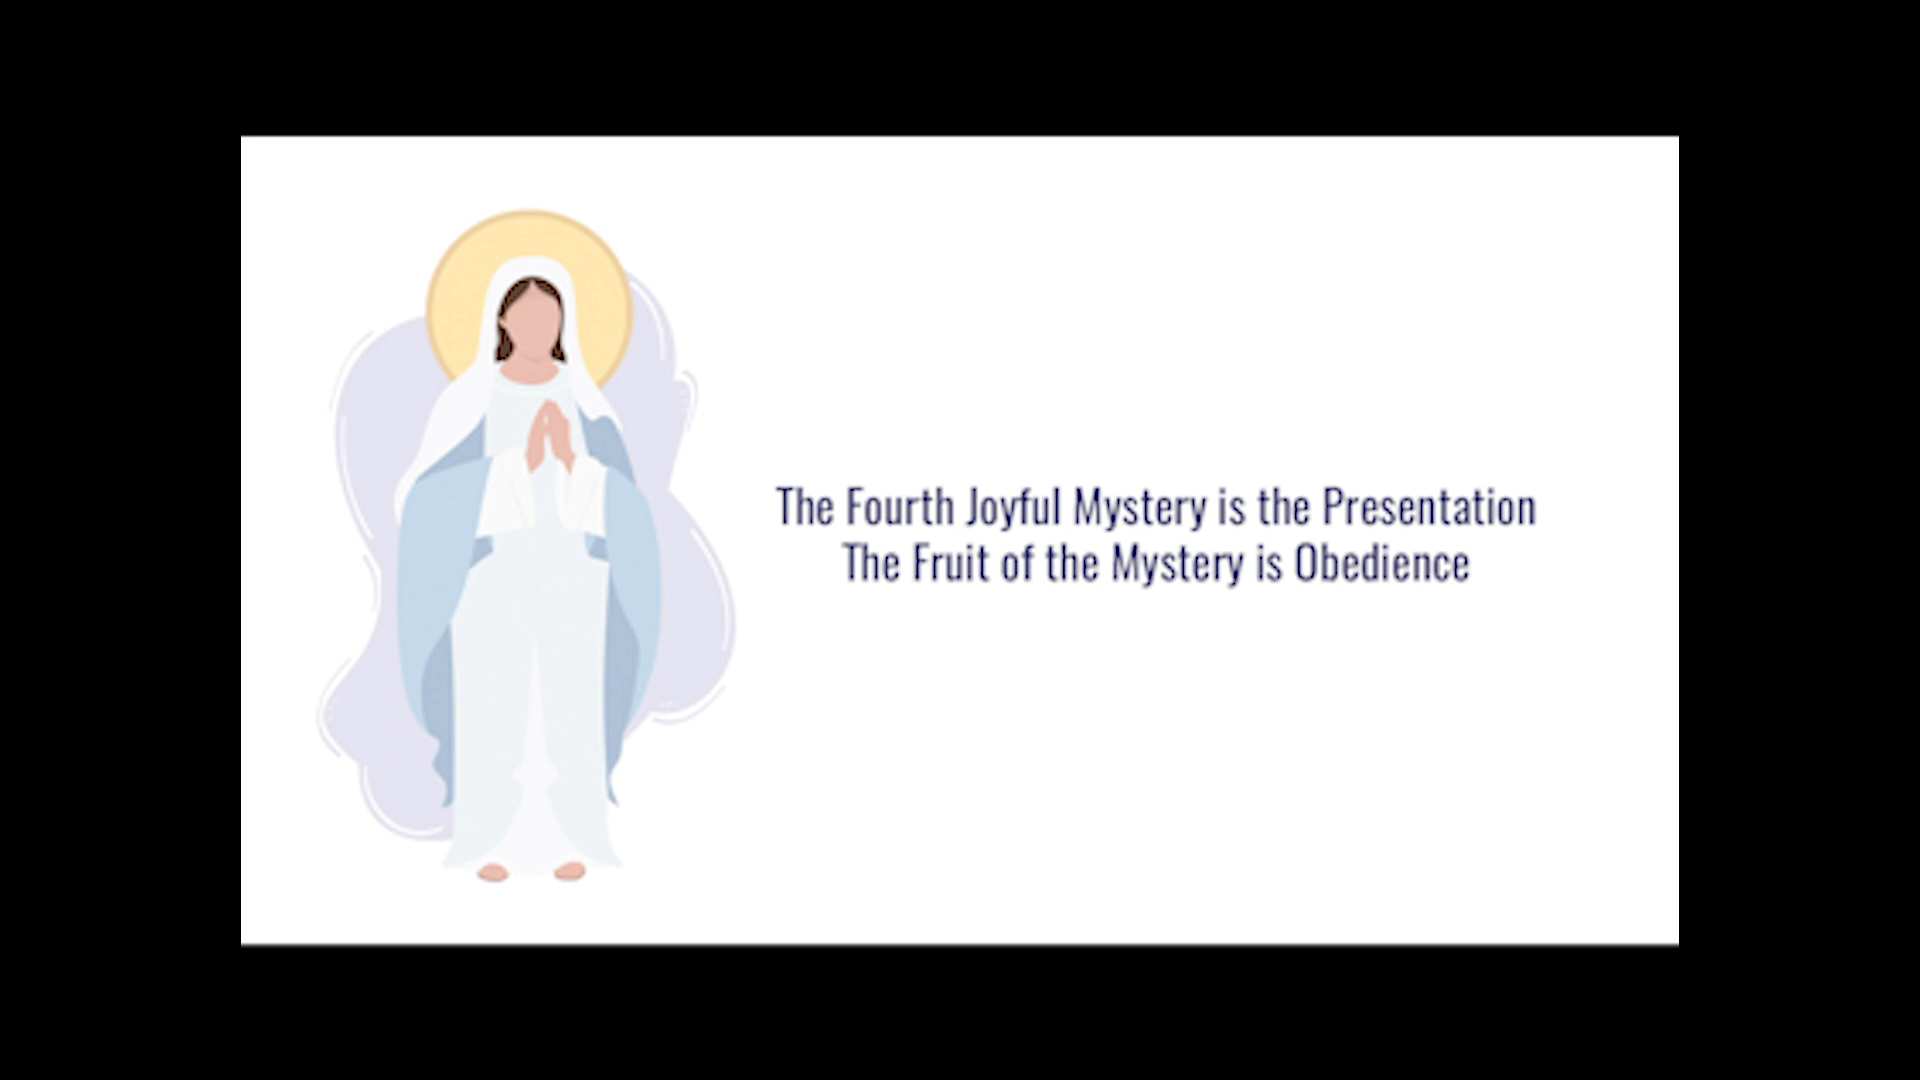 The Fourth Joyful Mystery is the Presentation
The Fruit of the Mystery is Obedience